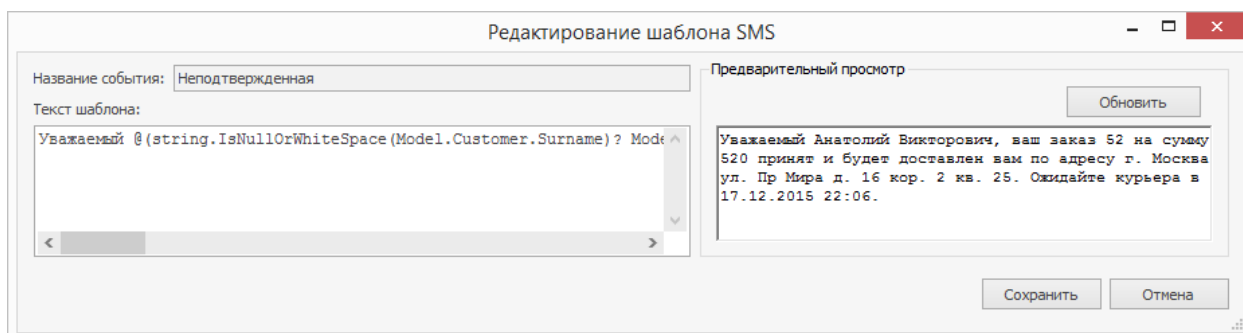 Редактирование шаблона SMS
Название события: Неподтвержденная
Текст шаблона:
Уважаемый @(string.IsNullOrWhiteSpace(Model.Customer.Surname)? Mode
Предварительный просмотр
Обновить
Уважаемый Анатолий Викторович, ваш заказ 52 на сумму
520 принят и будет доставлен вам по адресу г. Москва
ул. Пр Мира д. 16 кор. 2 кв. 25. Ожидайте курьера в
17.12.2015 22:06.
Сохранить
Отмена